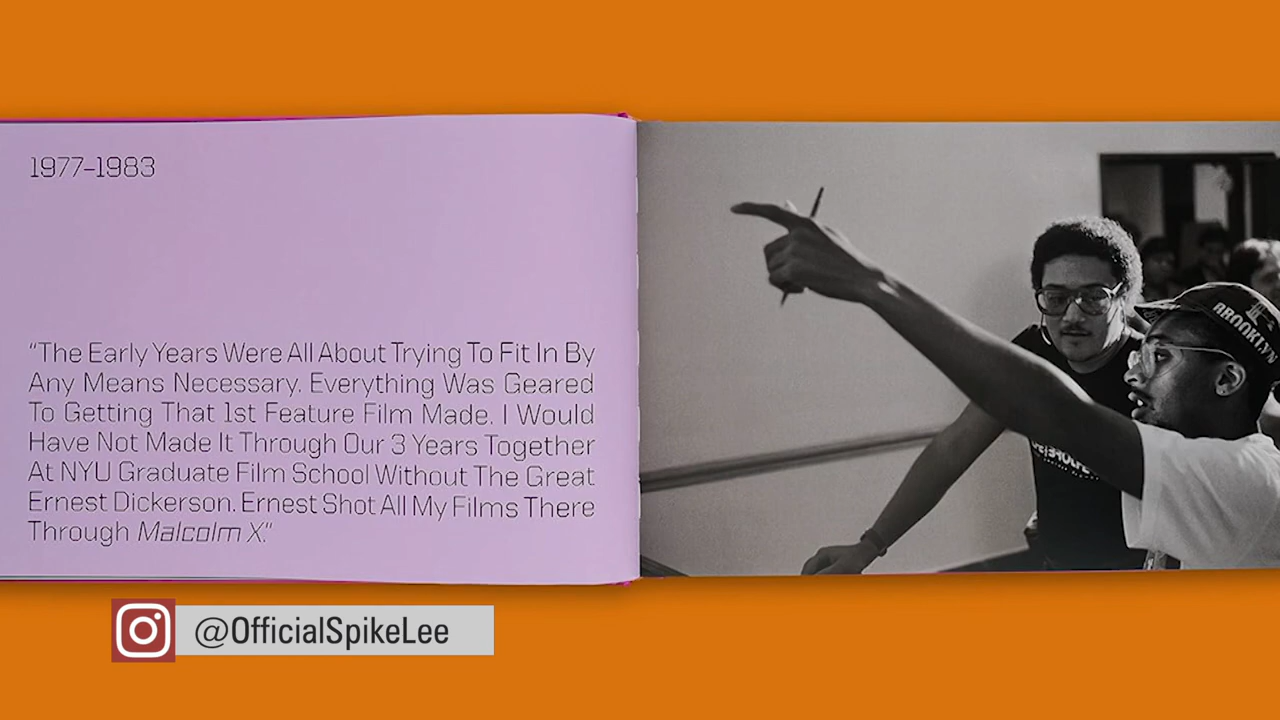 1977–1983
“The Early Years Were All About Trying To Fit In By
Any Means Necessary. Everything Was Geared
To Getting That 1st Feature Film Made. I Would
Have Not Made It Through Our 3 Years Together
At NYU Graduate Film School Without The Great
Ernest Dickerson. Ernest Shot All My Films There
Through Malcolm X.”
BROOKLYN
@OfficialSpikeLee